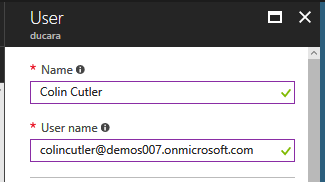 User
ducara
* Name
Colin Cutler
* User name
colincutler@demos007.onmicrosoft.com